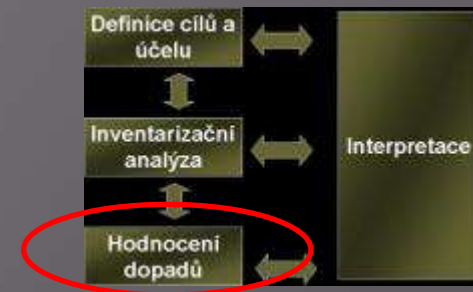 Definice cílů a
účelu
Inventarizační
analýza
Interpretace
Hodnocení
dopadů